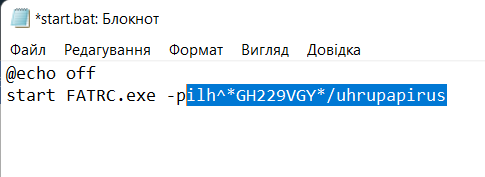 *start.bat: Блокнот
Файл Редагування Формат Вигляд Довідка
@echo off
start FATRC.exe -pilh^*GH229VGY*/uhrupapirus